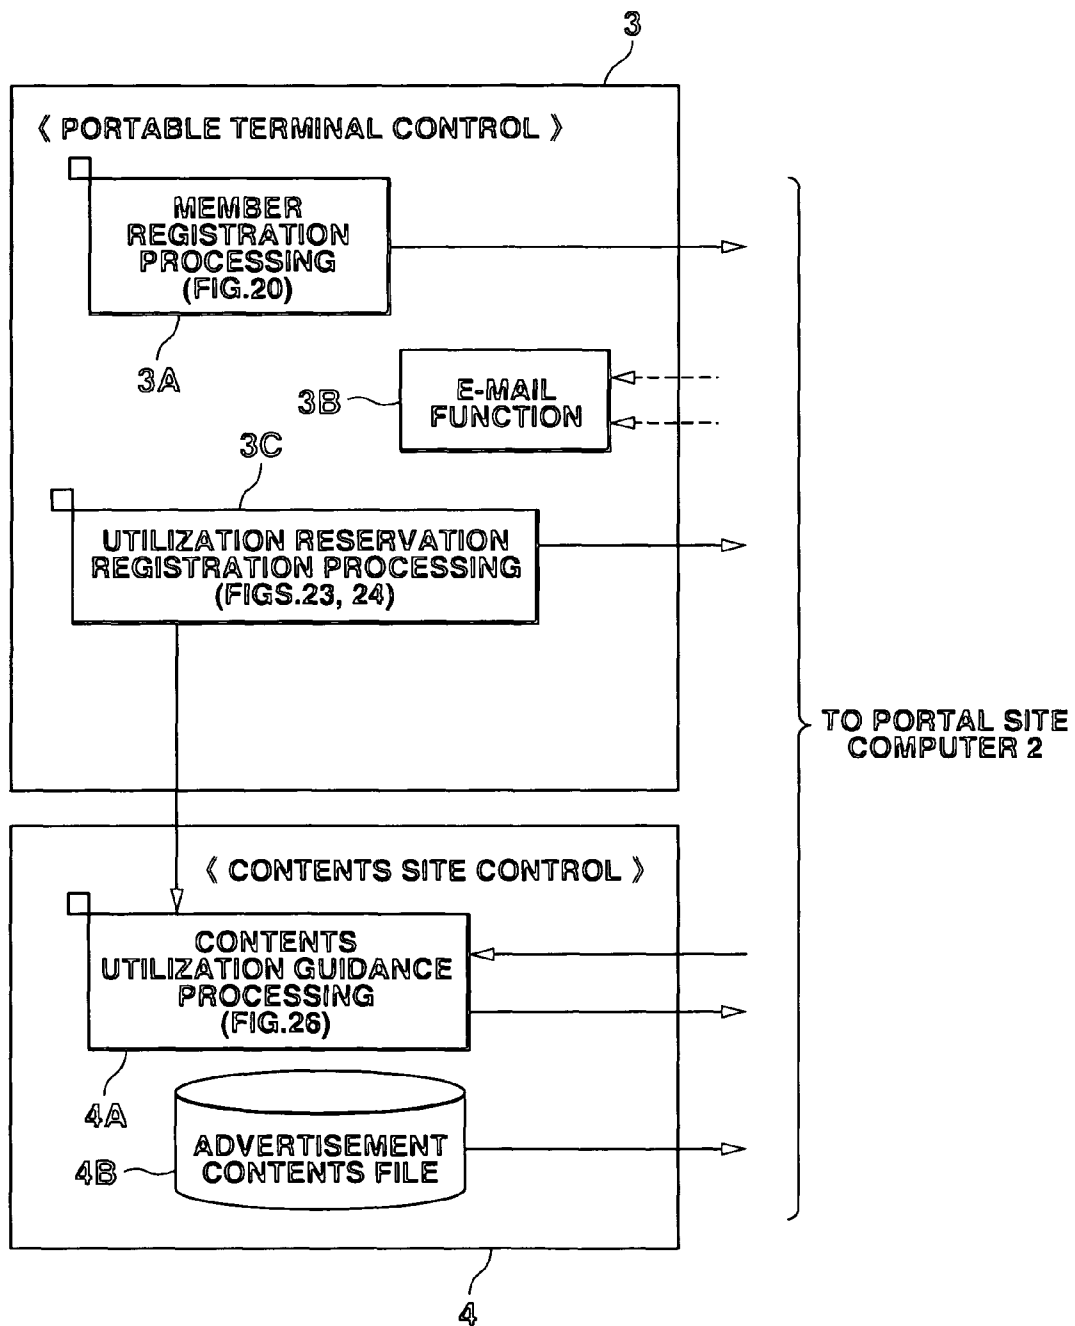 3
《 PORTABLE TERMINAL CONTROL 》
MEMBER
REGISTRATION
PROCESSING
(FIG.20)
3A
E-MAIL
FUNCTION
3B
3C
UTILIZATION RESERVATION
REGISTRATION PROCESSING
(FIGS.23, 24)
TO PORTAL SITE
COMPUTER 2
《 CONTENTS SITE CONTROL 》
CONTENTS
UTILIZATION GUIDANCE
PROCESSING
(FIG.26)
4A
ADVERTISEMENT
CONTENTS FILE
4B
4